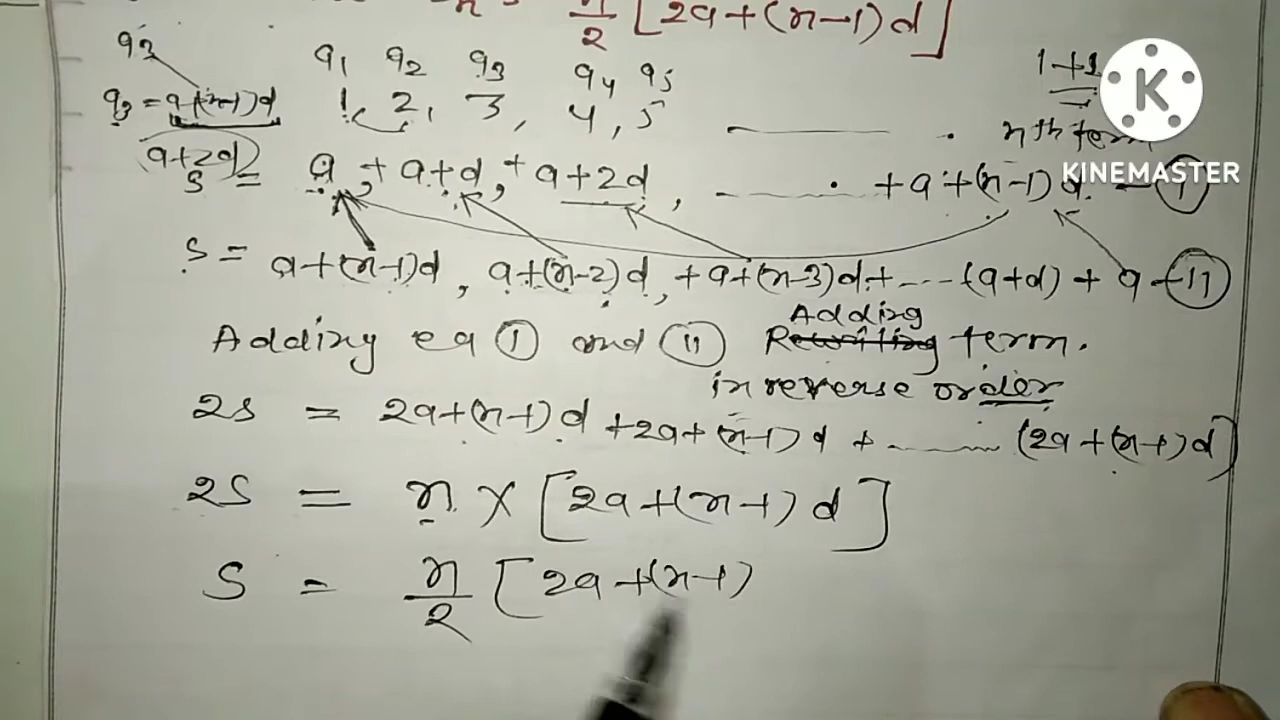 n/2 [2a+(n-1)d]
a3
a1 a2 a3 a4 a5
1+1
a3 = a+(n-1)d 1, 2, 3, 4, 5 ------ . nth term
K
KINEMASTER
a+2d
S = a, + a+d, + a+2d, ------ . + a+(n-1)d. - I
S = a+(n-1)d, a+(n-2)d, + a+(n-3)d + ---- (a+d) + a - II
Adding
Adding eq I and II term.
in reverse order
2S = 2a+(n-1)d + 2a+(n-1)d + ------ (2a+(n-1)d]
2S = n × [2a+(n-1)d]
S = n/2 [2a+(n-1)